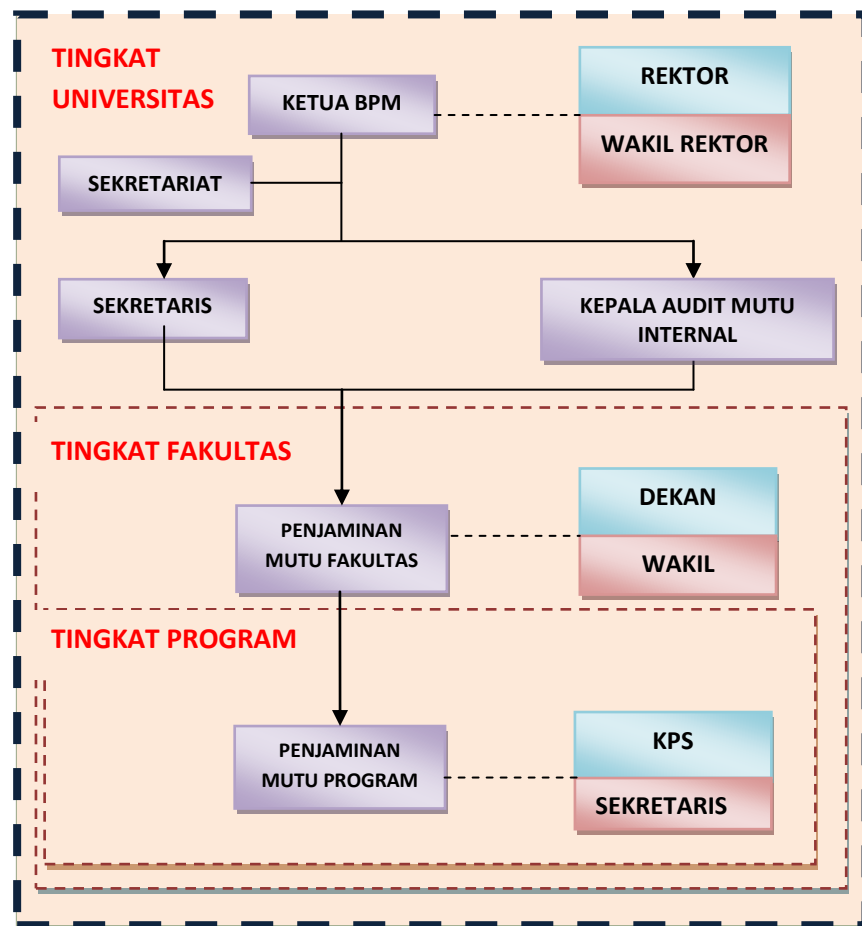 TINGKAT
UNIVERSITAS
KETUA BPM
REKTOR
WAKIL REKTOR
SEKRETARIAT
SEKRETARIS
KEPALA AUDIT MUTU
INTERNAL
TINGKAT FAKULTAS
PENJAMINAN
MUTU FAKULTAS
DEKAN
WAKIL
TINGKAT PROGRAM
PENJAMINAN
MUTU PROGRAM
KPS
SEKRETARIS